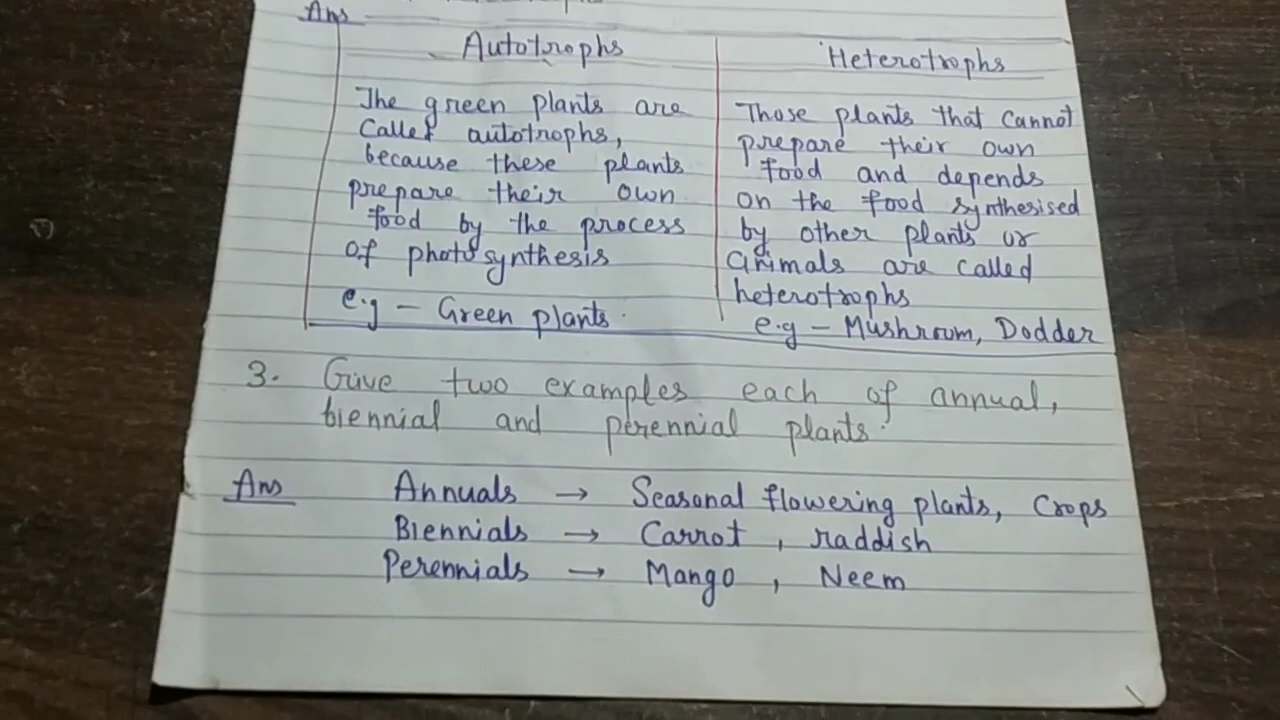 Ans
Autotrophs
The green plants are
Called autotrophs,
because these plants
prepare their own
food by the process
of photosynthesis
e.g – Green plants.
Heterotrophs
Those plants that cannot
prepare their own
food and depends
on the food synthesised
by other plants or
animals are called
heterotrophs
e.g – Mushroom, Dodder
3. Give two examples each of annual,
biennial and perennial plants.
Ans Annuals → Seasonal flowering plants, Crops
Biennials → Carrot, raddish
Perennials → Mango, Neem